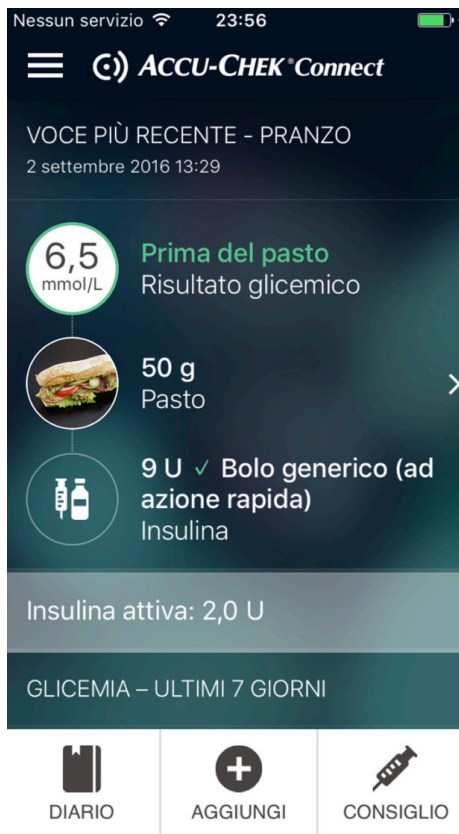 Nessun servizio 23:56
ACCU-CHEK® Connect
VOCE PIÙ RECENTE - PRANZO
2 settembre 2016 13:29
6,5
mmol/L
Prima del pasto
Risultato glicemico
50 g
Pasto
9 U ✓ Bolo generico (ad
azione rapida)
Insulina
Insulina attiva: 2,0 U
GLICEMIA – ULTIMI 7 GIORNI
DIARIO
AGGIUNGI
CONSIGLIO